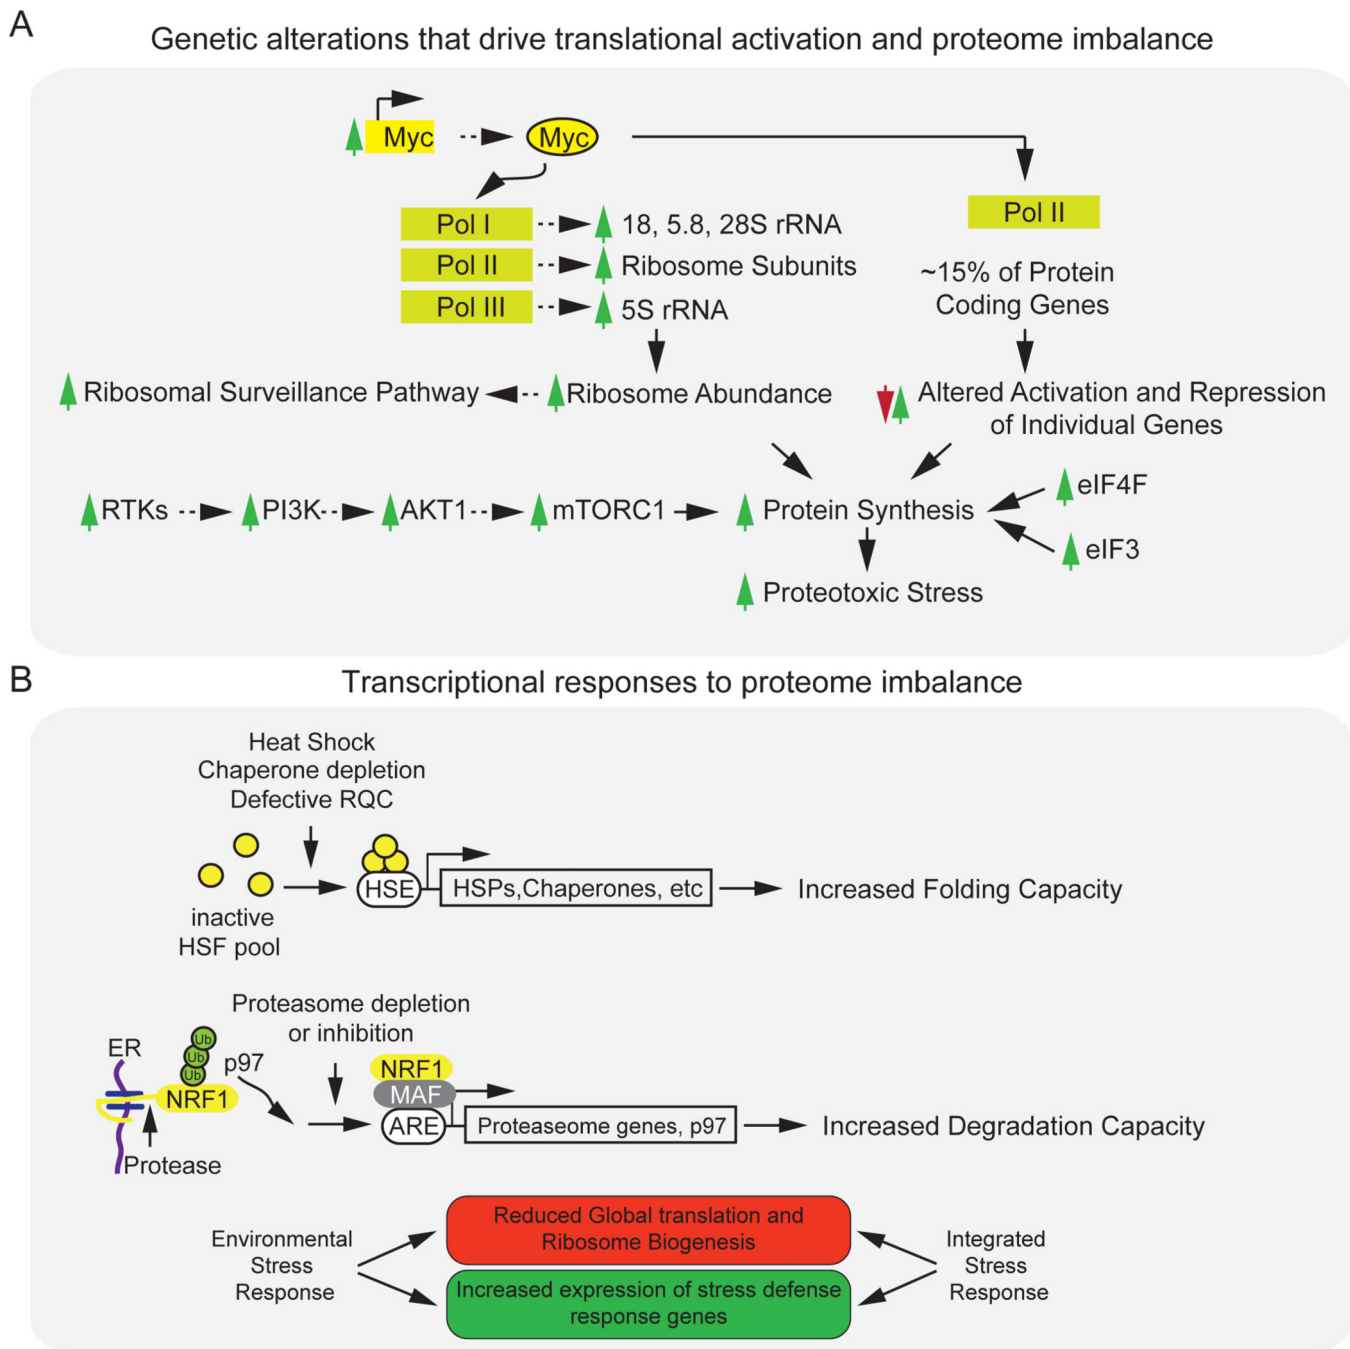 A
Genetic alterations that drive translational activation and proteome imbalance
Myc
Myc
Pol I
18, 5.8, 28S rRNA
Pol II
Ribosome Subunits
Pol III
5S rRNA
Pol II
~15% of Protein
Coding Genes
Ribosomal Surveillance Pathway
Ribosome Abundance
Altered Activation and Repression
of Individual Genes
RTKs
PI3K
AKT1
mTORC1
Protein Synthesis
eIF4F
eIF3
Proteotoxic Stress
B
Transcriptional responses to proteome imbalance
Heat Shock
Chaperone depletion
Defective RQC
inactive
HSF pool
HSE
HSPs,Chaperones, etc
Increased Folding Capacity
Proteasome depletion
or inhibition
ER
Ub
Ub
Ub
p97
NRF1
Protease
NRF1
MAF
ARE
Proteaseome genes, p97
Increased Degradation Capacity
Environmental
Stress
Response
Reduced Global translation and
Ribosome Biogenesis
Increased expression of stress defense
response genes
Integrated
Stress
Response